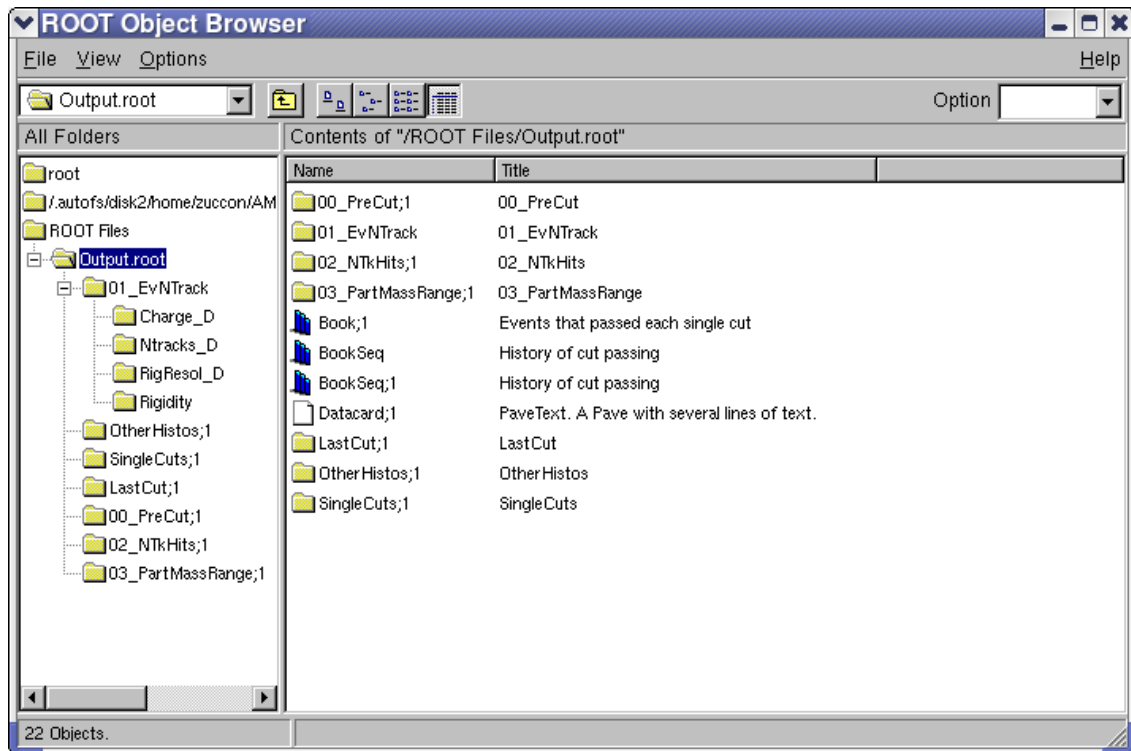 ROOT Object Browser
File View Options Help
Output.root Option
All Folders
Contents of "/ROOT Files/Output.root"
root
/.autofs/disk2/home/zuccon/AM
ROOT Files
Output.root
01_EvNTrack
Charge_D
Ntracks_D
RigResol_D
Rigidity
OtherHistos;1
SingleCuts;1
LastCut;1
00_PreCut;1
02_NTkHits;1
03_PartMassRange;1
Name Title
00_PreCut;1 00_PreCut
01_EvNTrack 01_EvNTrack
02_NTkHits;1 02_NTkHits
03_PartMassRange;1 03_PartMassRange
Book;1 Events that passed each single cut
BookSeq History of cut passing
BookSeq;1 History of cut passing
Datacard;1 PaveText. A Pave with several lines of text.
LastCut;1 LastCut
OtherHistos;1 OtherHistos
SingleCuts;1 SingleCuts
22 Objects.